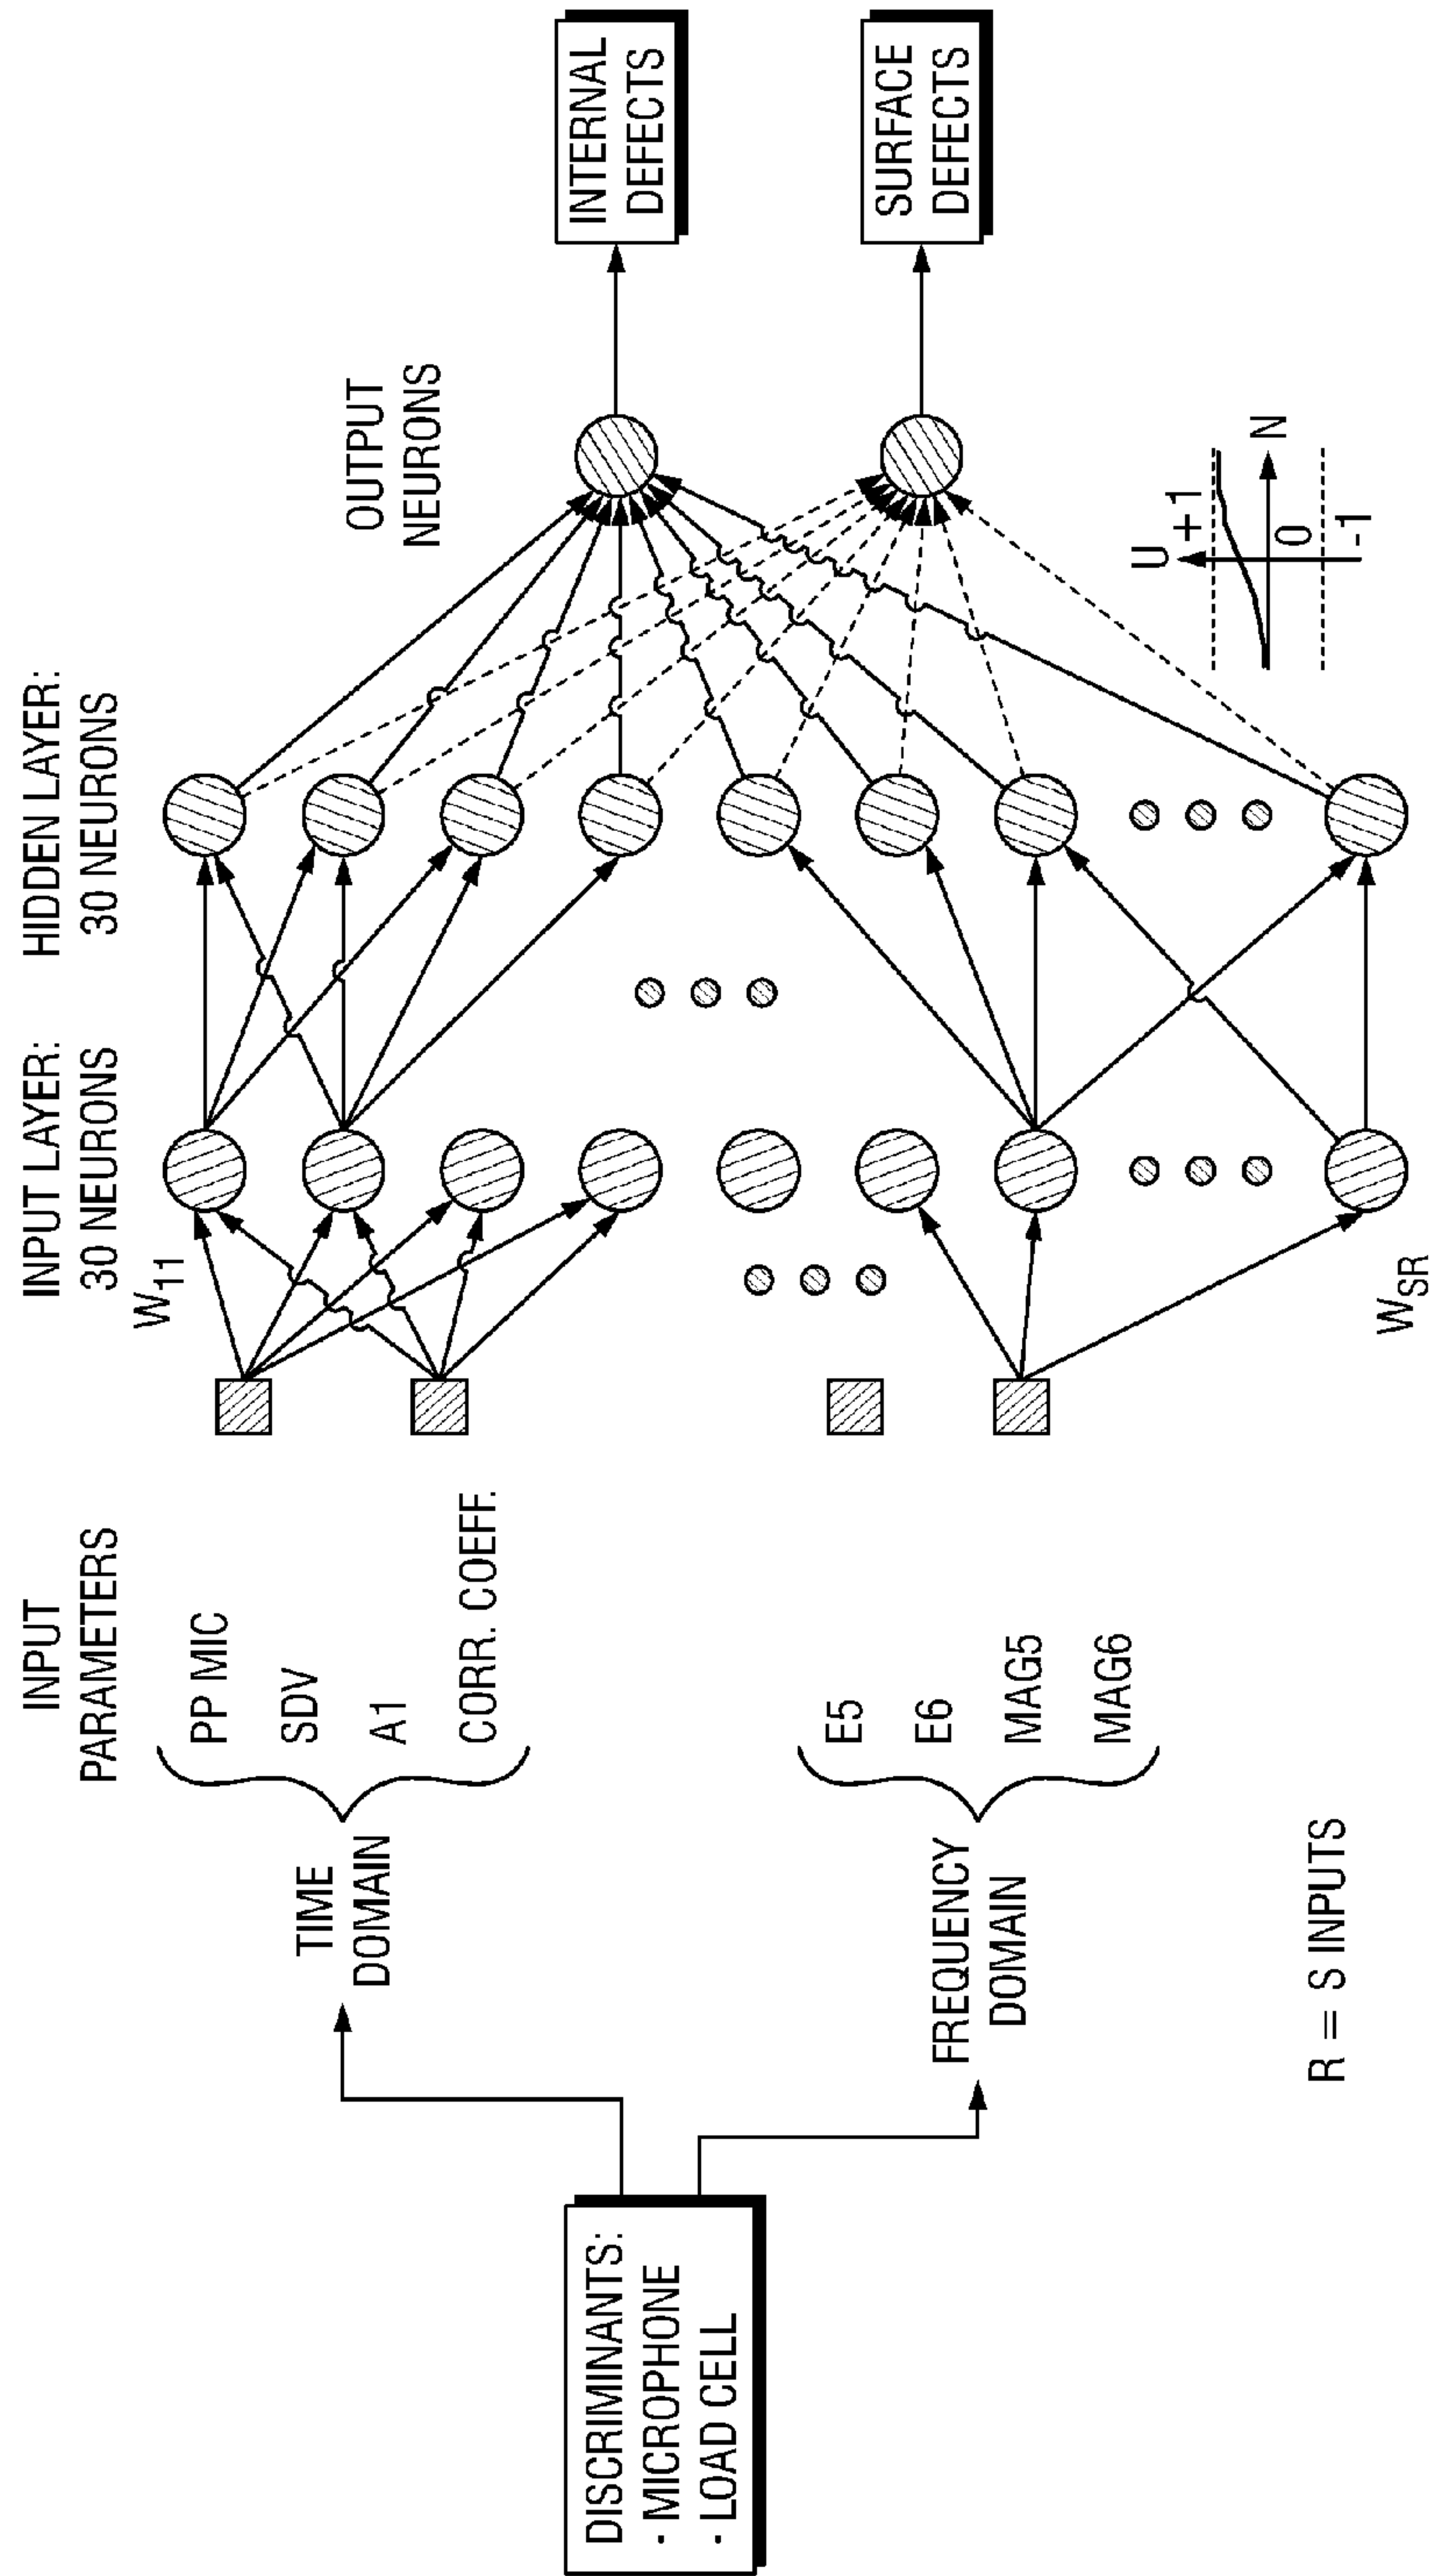 DISCRIMINANTS:
· MICROPHONE
· LOAD CELL
TIME
DOMAIN
FREQUENCY
DOMAIN
R = S INPUTS
INPUT
PARAMETERS
PP MIC
SDV
A1
CORR. COEFF.
E5
E6
MAG5
MAG6
INPUT LAYER:
30 NEURONS
W11
WSR
HIDDEN LAYER:
30 NEURONS
OUTPUT
NEURONS
INTERNAL
DEFECTS
SURFACE
DEFECTS
U
+1
N
0
-1